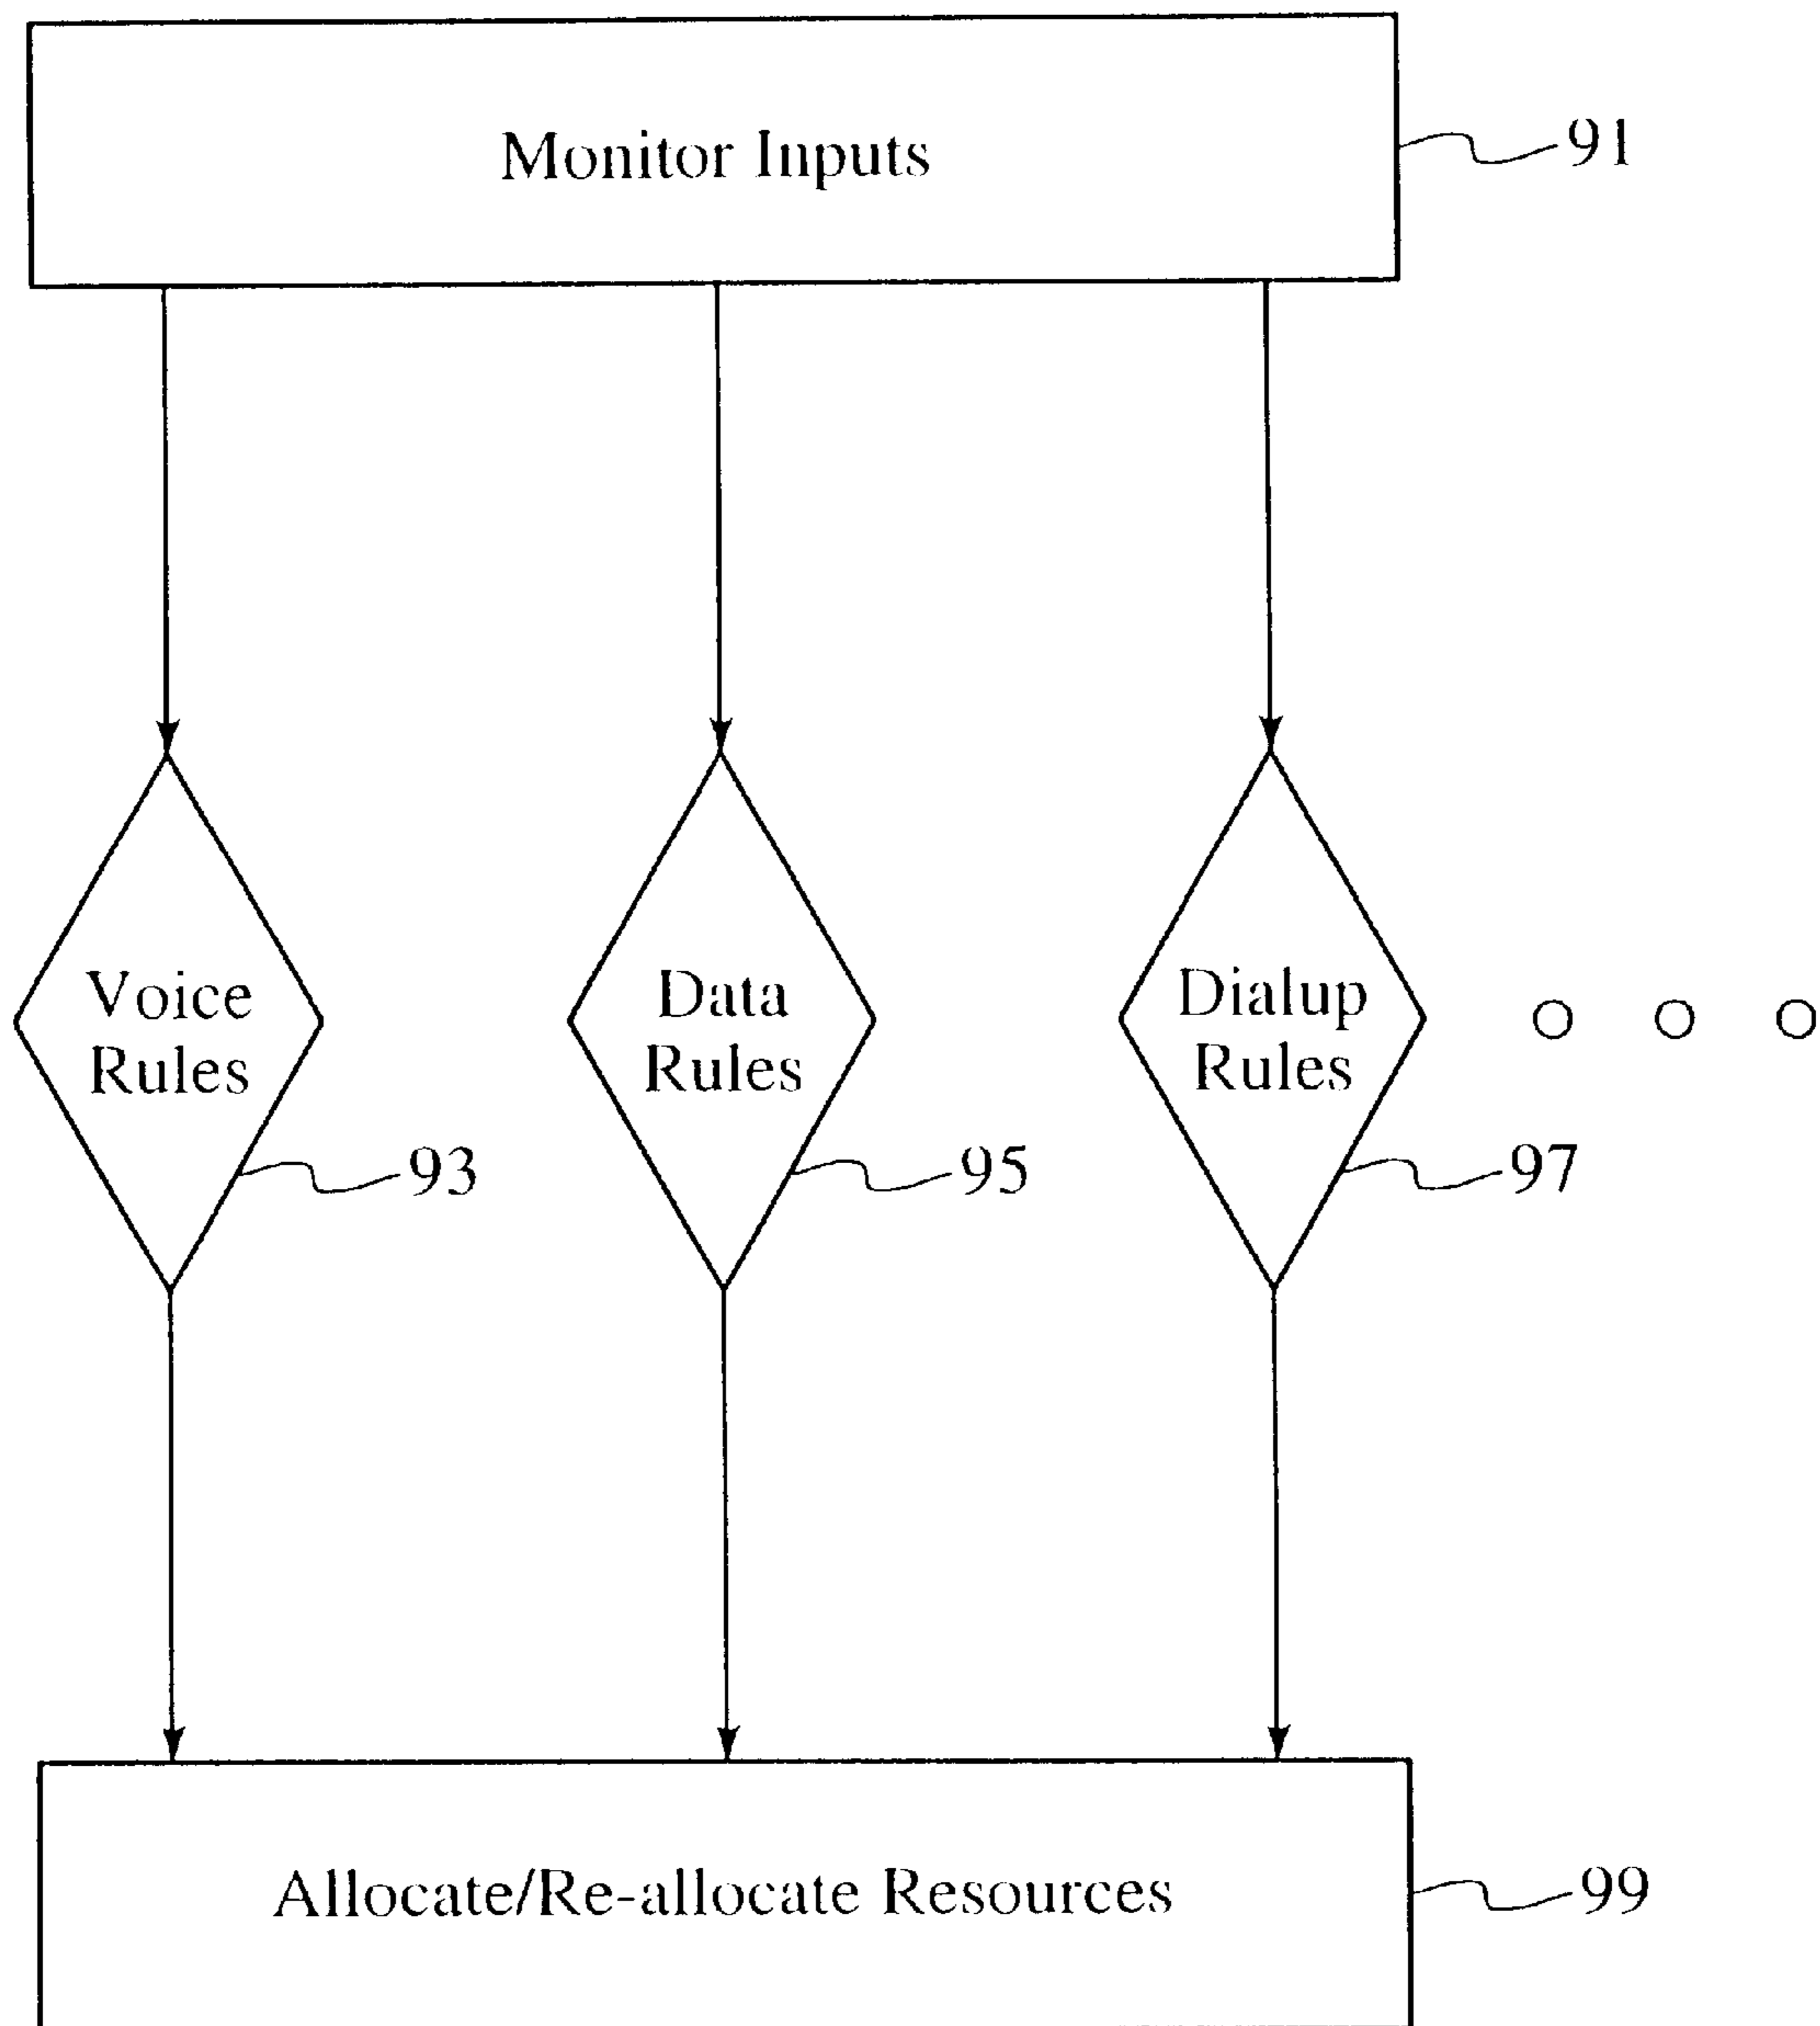 Monitor Inputs
91
Voice
Rules
93
Data
Rules
95
Dialup
Rules
97
Allocate/Re-allocate Resources
99